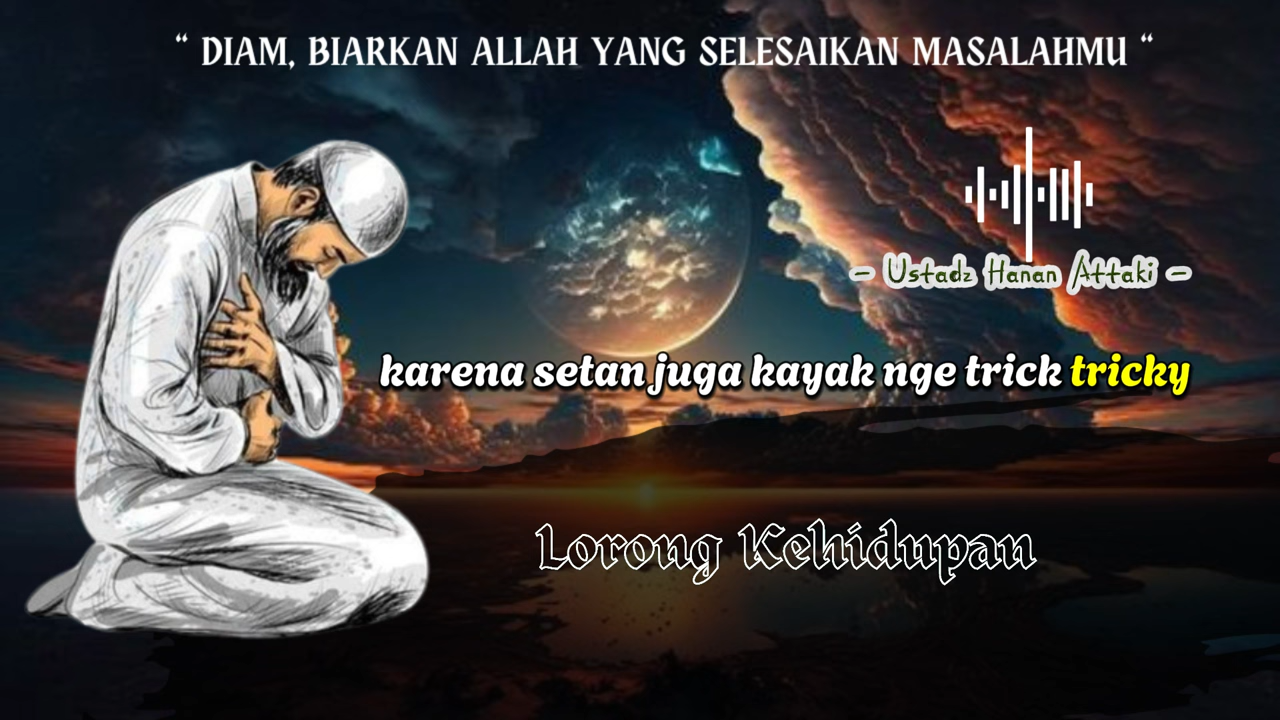 “ DIAM, BIARKAN ALLAH YANG SELESAIKAN MASALAHMU “
- Ustadz Hanan Attaki -
karena setan juga kayak nge trick tricky
Lorong Kehidupan